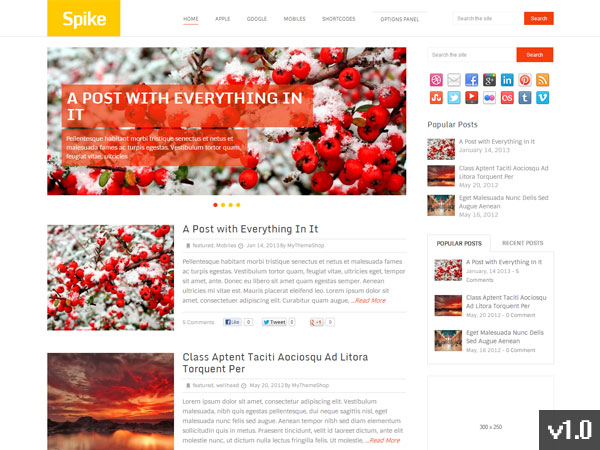 Spike
HOME APPLE GOOGLE MOBILES SHORTCODES OPTIONS PANEL
Search the site Search
A POST WITH EVERYTHING IN
IT
Pellentesque habitant morbi tristique senectus et netus et
malesuada fames ac turpis egestas. Vestibulum tortor quam,
feugiat vitae, ultricies
Search the site Search
Popular Posts
A Post With Everything In It
January 14, 2013
Class Aptent Taciti Aociosqu Ad
Litora Torquent Per
May 20, 2012
Eget Malesuada Nunc Delis Sed
Augue Aenean
May 18, 2012
A Post with Everything In It
featured, Mobiles Jan 14, 2013 By MyThemeShop
Pellentesque habitant morbi tristique senectus et netus et malesuada fames
ac turpis egestas. Vestibulum tortor quam, feugiat vitae, ultricies eget, tempor
sit amet, ante. Donec eu libero sit amet quam egestas semper. Aenean
ultricies mi vitae est. Mauris placerat eleifend leo. Lorem ipsum dolor sit
amet, consectetuer adipiscing elit. Curabitur quam augue, ...Read More
5 Comments Like 0 Tweet 0 +1 0
POPULAR POSTS RECENT POSTS
A Post With Everything In It
January, 14 2013 - 5
Comments
Class Aptent Taciti Aociosqu
Ad Litora Torquent Per
May, 20 2012 - 0 Comment
Eget Malesuada Nunc Delis
Sed Augue Aenean
May, 18 2012 - 0 Comment
Class Aptent Taciti Aociosqu Ad Litora
Torquent Per
featured, wellheed May 20, 2012 By MyThemeShop
Lorem ipsum dolor sit amet, consectetur adipiscing elit. Vestibulum
malesuada, nibh quis egestas pellentesque, dui neque sagittis nisl, eget
malesuada augue nisl sed augue. Aenean tempor nibh sed diam elementum
sollicitudin quis in metus. Praesent tincidunt, velit id laoreet dictum, ante elit
molestie nunc, ut dictum nulla lectus fringilla felis. Ut molestie, ...Read More
300 x 250
v1.0